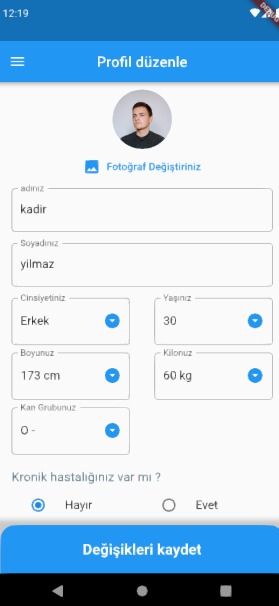 12:19
Profil düzenle
Fotoğraf Değiştiriniz
adınız
kadir
Soyadınız
yilmaz
Cinsiyetiniz
Yaşınız
Erkek
30
Boyunuz
Kilonuz
173 cm
60 kg
Kan Grubunuz
O -
Kronik hastalığınız var mı ?
Hayır
Evet
Değişikleri kaydet